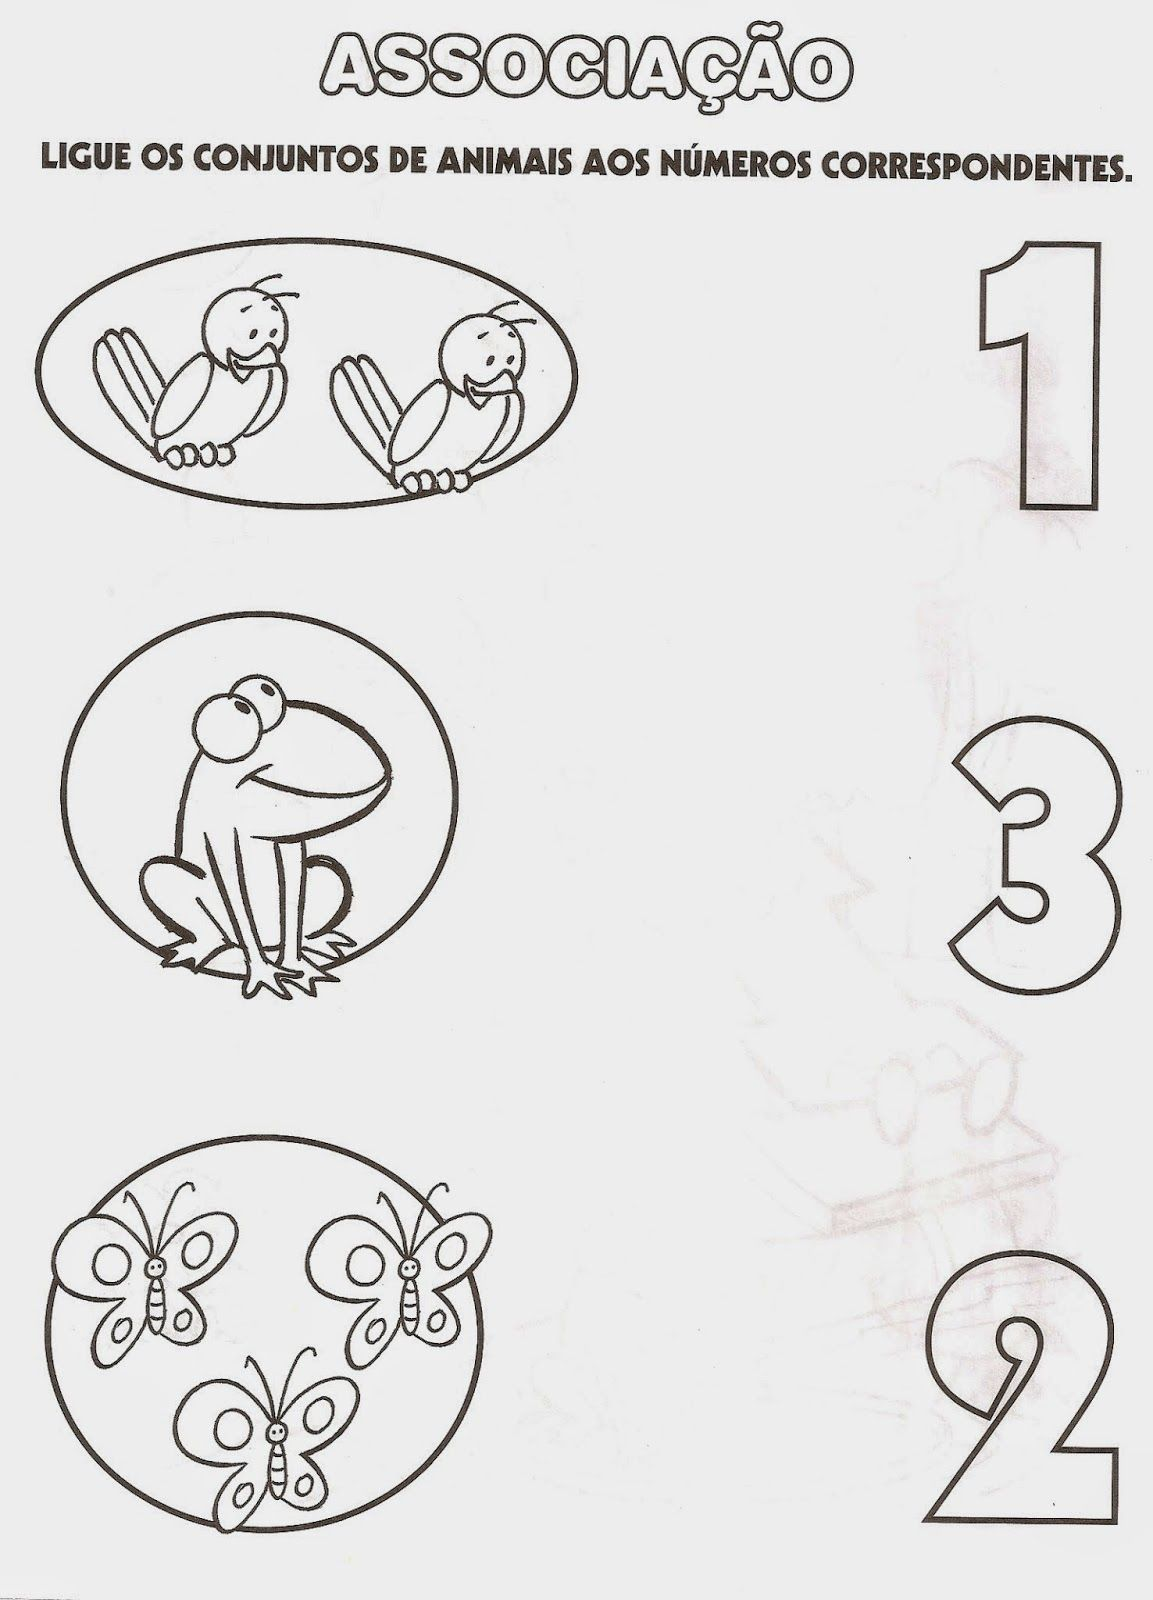 ASSOCIAÇÃO
LIGUE OS CONJUNTOS DE ANIMAIS AOS NÚMEROS CORRESPONDENTES.
1
3
2